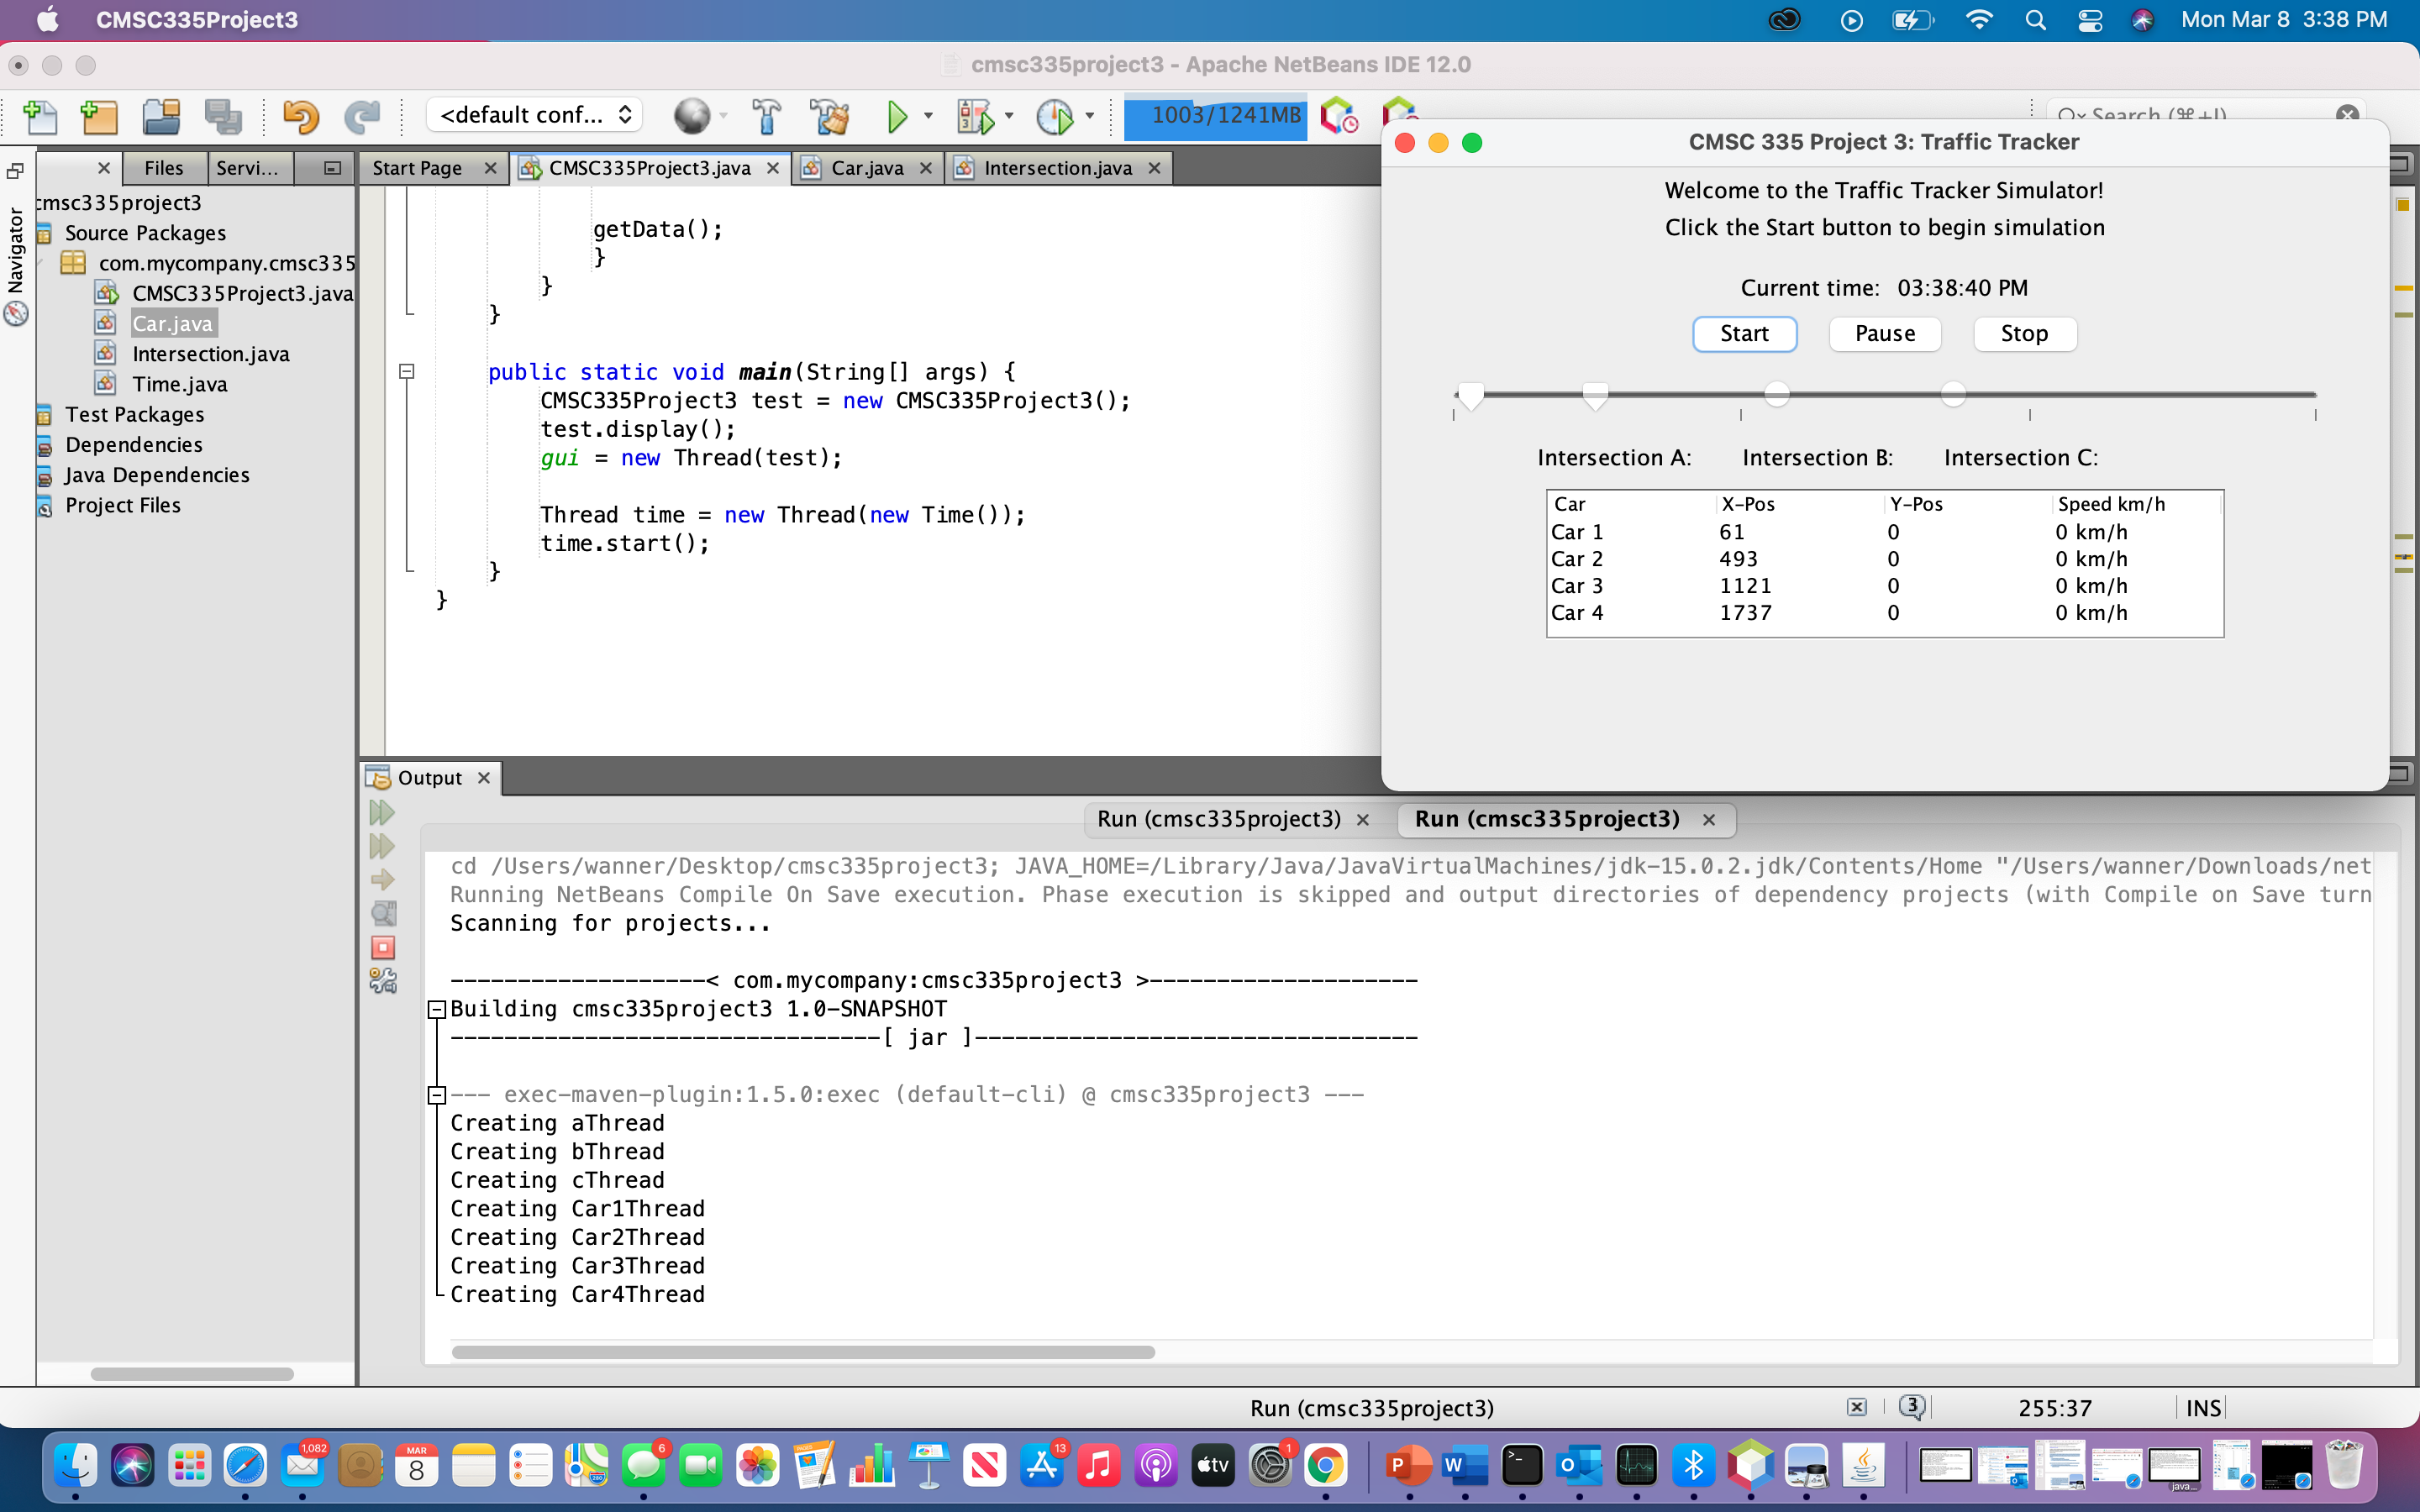 CMSC335Project3
Mon Mar 8 3:38 PM
cmsc335project3 - Apache NetBeans IDE 12.0
<default conf...
1003/1241MB
Files
Servi...
Start Page
CMSC335Project3.java
Car.java
Intersection.java
Navigator
cmsc335project3
Source Packages
com.mycompany.cmsc335
CMSC335Project3.java
Car.java
Intersection.java
Time.java
Test Packages
Dependencies
Java Dependencies
Project Files
getData();
}
}
}
public static void main(String[] args) {
CMSC335Project3 test = new CMSC335Project3();
test.display();
gui = new Thread(test);
Thread time = new Thread(new Time());
time.start();
}
}
CMSC 335 Project 3: Traffic Tracker
Welcome to the Traffic Tracker Simulator!
Click the Start button to begin simulation
Current time: 03:38:40 PM
Start Pause Stop
Intersection A: Intersection B: Intersection C:
Car X-Pos Y-Pos Speed km/h
Car 1 61 0 0 km/h
Car 2 493 0 0 km/h
Car 3 1121 0 0 km/h
Car 4 1737 0 0 km/h
Output
Run (cmsc335project3)
Run (cmsc335project3)
cd /Users/wanner/Desktop/cmsc335project3; JAVA_HOME=/Library/Java/JavaVirtualMachines/jdk-15.0.2.jdk/Contents/Home "/Users/wanner/Downloads/net
Running NetBeans Compile On Save execution. Phase execution is skipped and output directories of dependency projects (with Compile on Save turn
Scanning for projects...
-------------------< com.mycompany:cmsc335project3 >--------------------
Building cmsc335project3 1.0-SNAPSHOT
--------------------------------[ jar ]---------------------------------
--- exec-maven-plugin:1.5.0:exec (default-cli) @ cmsc335project3 ---
Creating aThread
Creating bThread
Creating cThread
Creating Car1Thread
Creating Car2Thread
Creating Car3Thread
Creating Car4Thread
Run (cmsc335project3)
3
255:37
INS
1,082
MAR
8
6
280
PAGES
13
tv
1
P
W
>_
O
java...